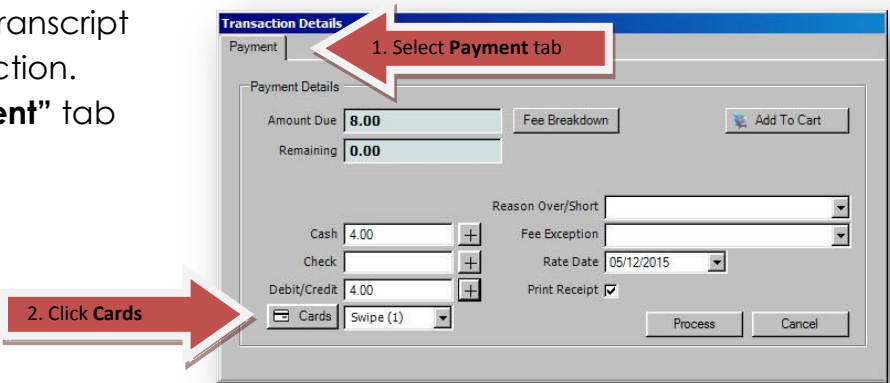 ranscript
ction.
ent” tab
Transaction Details
Payment
1. Select Payment tab
Payment Details
Amount Due 8.00 Fee Breakdown Add To Cart
Remaining 0.00
Reason Over/Short
Cash 4.00 + Fee Exception
Check + Rate Date 05/12/2015
Debit/Credit 4.00 + Print Receipt
2. Click Cards
Cards Swipe (1) Process Cancel